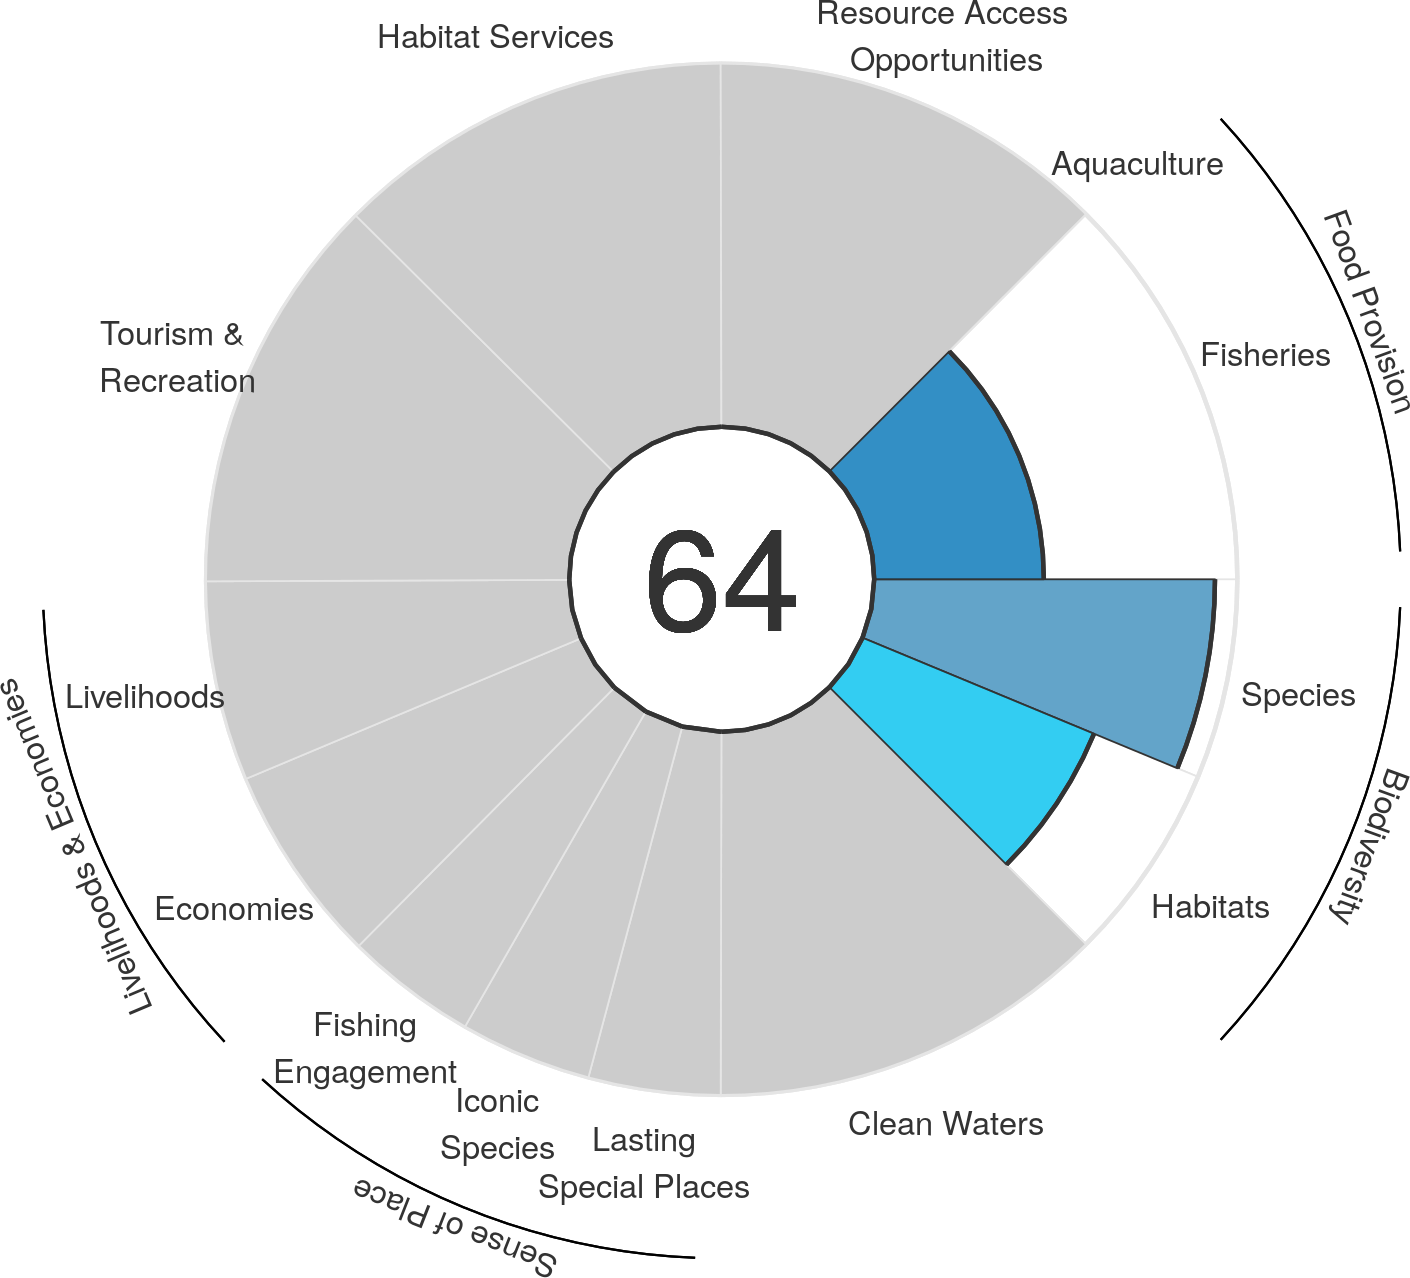 Resource Access
Opportunities
Habitat Services
Aquaculture
Food Provision
Fisheries
Tourism &
Recreation
64
Species
Livelihoods
Livelihoods & Economies
Biodiversity
Habitats
Economies
Fishing
Engagement
Iconic
Species
Lasting
Special Places
Clean Waters
Sense of Place